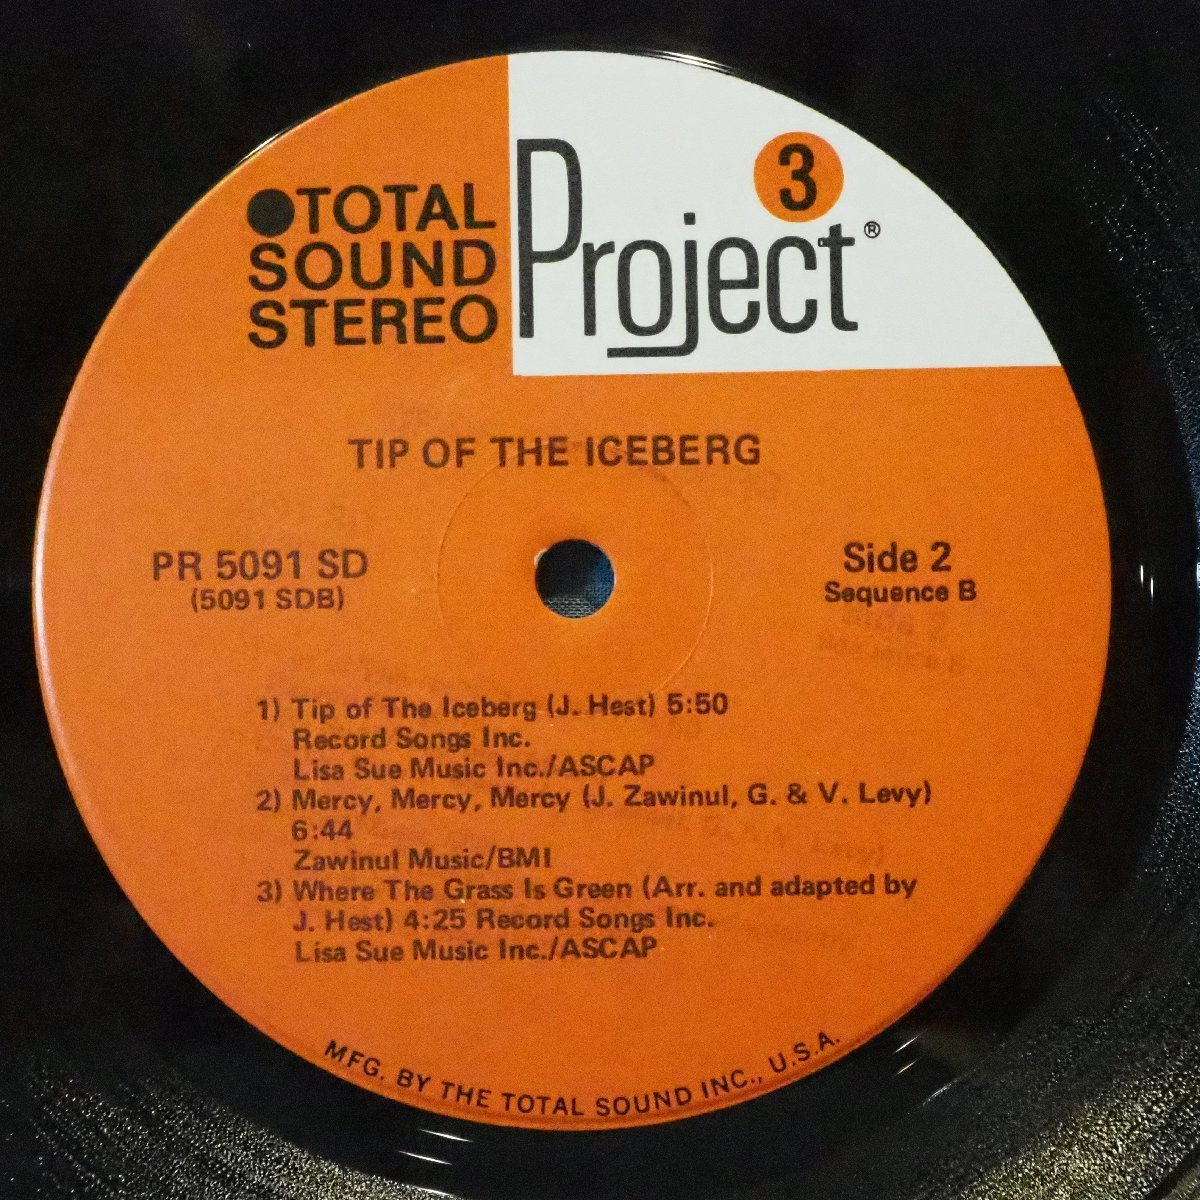 ●TOTAL
SOUND
STEREO
Project 3®
TIP OF THE ICEBERG
PR 5091 SD
(5091 SDB)
Side 2
Sequence B
1) Tip of The Iceberg (J. Hest) 5:50
Record Songs Inc.
Lisa Sue Music Inc./ASCAP
2) Mercy, Mercy, Mercy (J. Zawinul, G. & V. Levy)
6:44
Zawinul Music/BMI
3) Where The Grass Is Green (Arr. and adapted by
J. Hest) 4:25 Record Songs Inc.
Lisa Sue Music Inc./ASCAP
MFG. BY THE TOTAL SOUND INC., U.S.A.